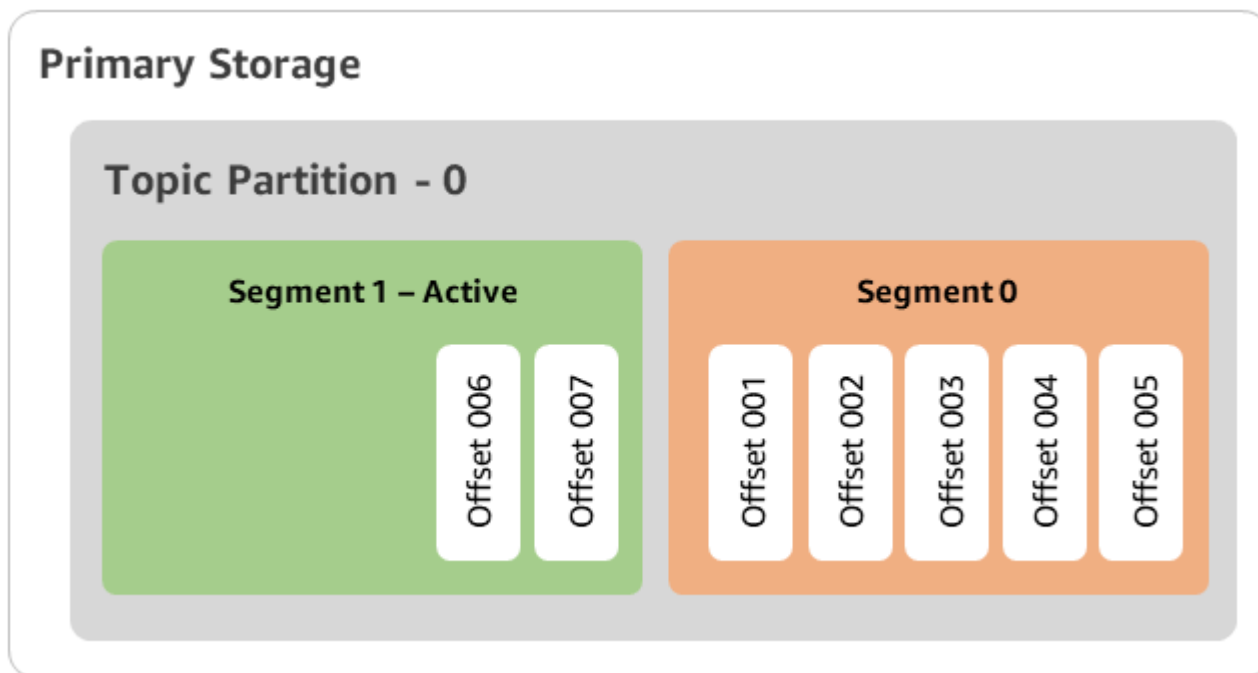 Primary Storage
Topic Partition - 0
Segment 1 – Active
Offset 006
Offset 007
Segment 0
Offset 001
Offset 002
Offset 003
Offset 004
Offset 005